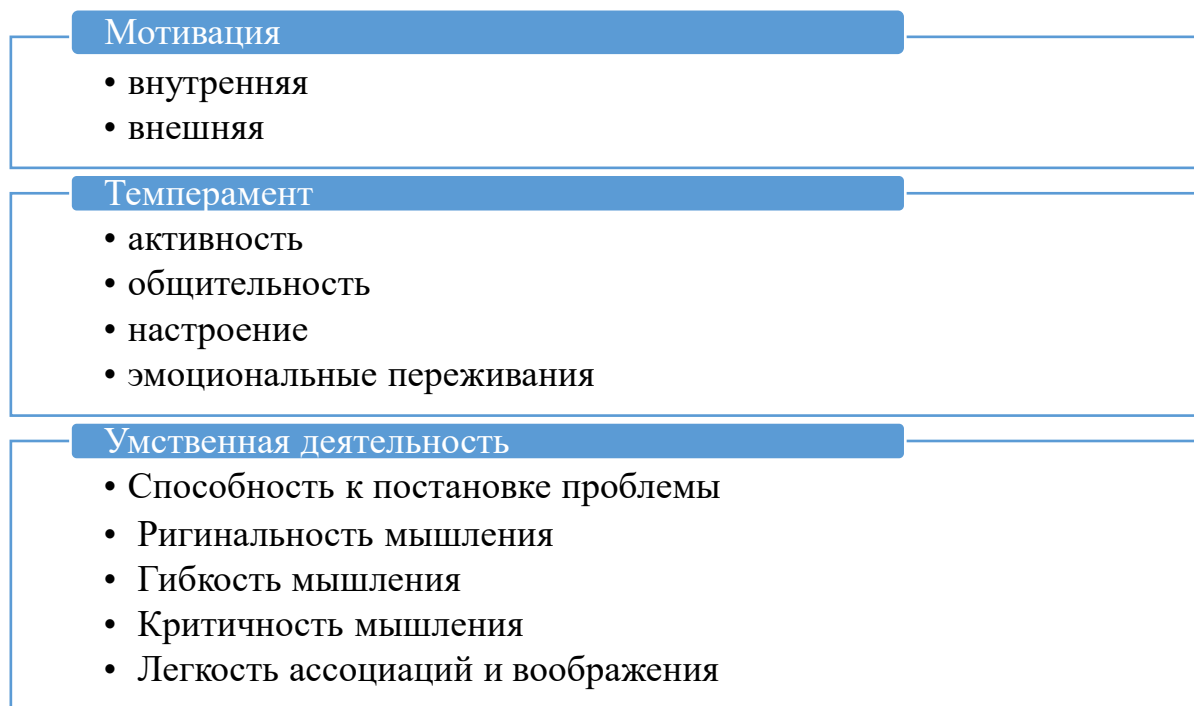 Мотивация
• внутренняя
• внешняя
Темперамент
• активность
• общительность
• настроение
• эмоциональные переживания
Умственная деятельность
• Способность к постановке проблемы
• Ригинальность мышления
• Гибкость мышления
• Критичность мышления
• Легкость ассоциаций и воображения